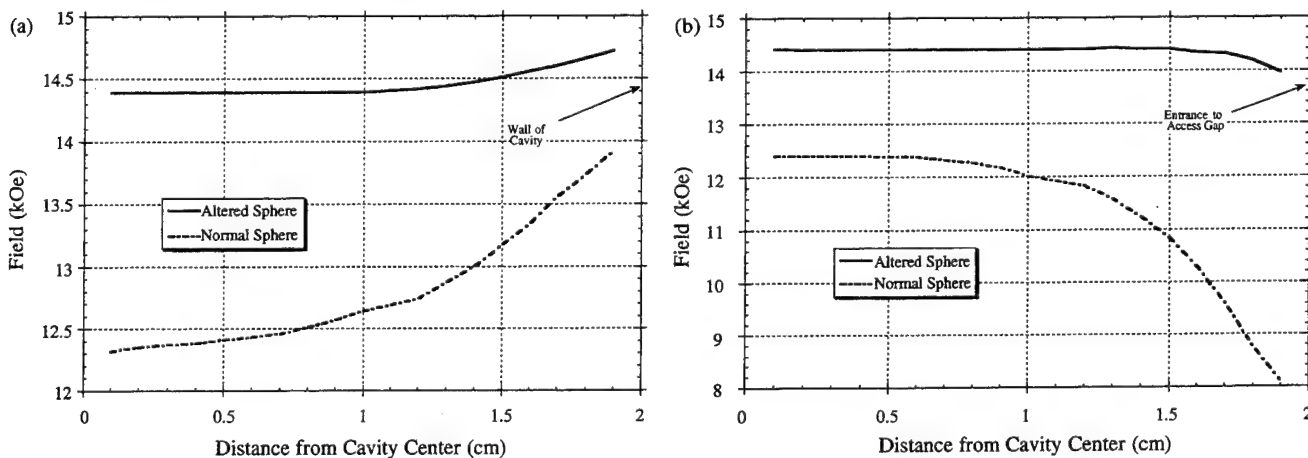 (a)
15
14.5
14
13.5
13
12.5
12
Field (kOe)
Wall of
Cavity
Altered Sphere
Normal Sphere
0
0.5
1
1.5
2
Distance from Cavity Center (cm)
(b)
15
14
13
12
11
10
9
8
Field (kOe)
Entrance to
Access Gap
Altered Sphere
Normal Sphere
0
0.5
1
1.5
2
Distance from Cavity Center (cm)